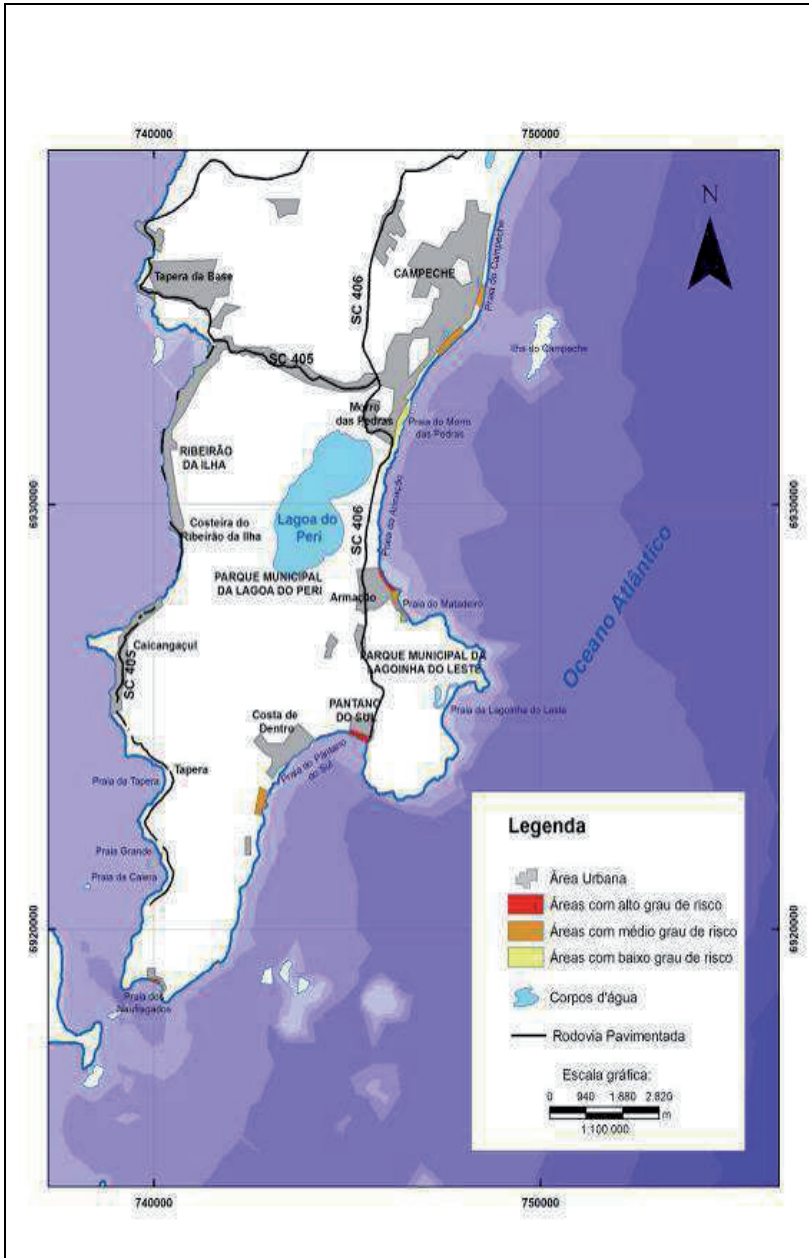 740000
750000
N
Tapera da Base
CAMPECHE
SC 406
Praia do Campeche
Ilha do Campeche
SC 405
Morro
das Pedras
Praia do Morro
das Pedras
RIBEIRÃO
DA ILHA
6930000
6930000
Lagoa do
Peri
SC 406
Praia do Armação
Costeira do
Ribeirão da Ilha
PARQUE MUNICIPAL
DA LAGOA DO PERI
Armação
Praia do Matadeiro
Oceano Atlântico
Caicangaçul
SC 405
PARQUE MUNICIPAL DA
LAGOINHA DO LESTE
Praia da Lagoinha do Leste
PANTANO
DO SUL
Costa de
Dentro
Praia do Pântano
do Sul
Tapera
Praia da Tapera
Praia Grande
Praia da Caiera
6920000
6920000
Praia dos
Naufragados
Legenda
Área Urbana
Áreas com alto grau de risco
Áreas com médio grau de risco
Áreas com baixo grau de risco
Corpos d'água
Rodovia Pavimentada
Escala gráfica:
0 940 1.880 2.820
m
1:100.000
740000
750000